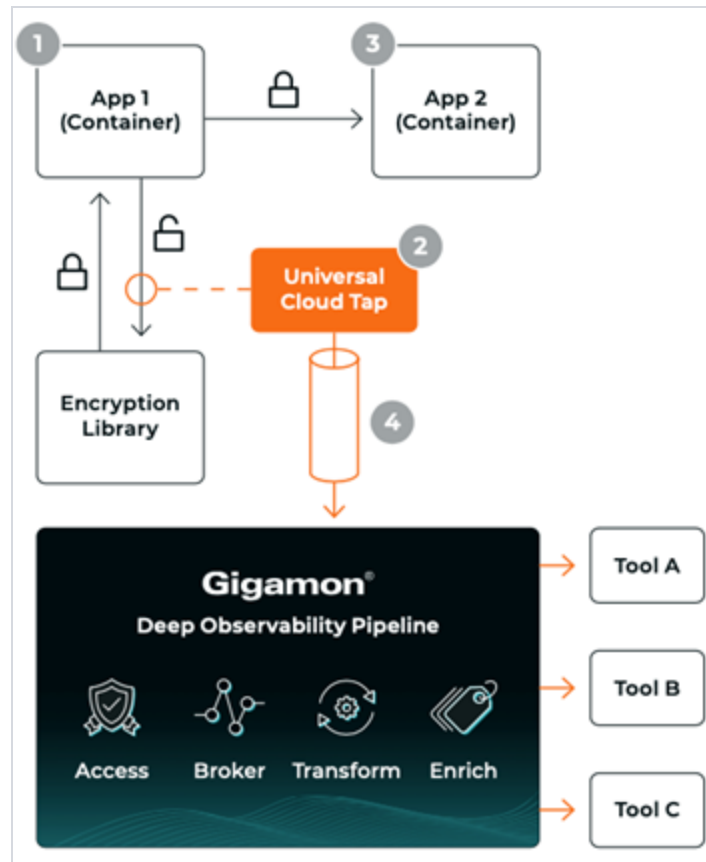 1
App 1
(Container)
3
App 2
(Container)
2
Universal
Cloud Tap
Encryption
Library
4
Gigamon®
Deep Observability Pipeline
Access
Broker
Transform
Enrich
Tool A
Tool B
Tool C